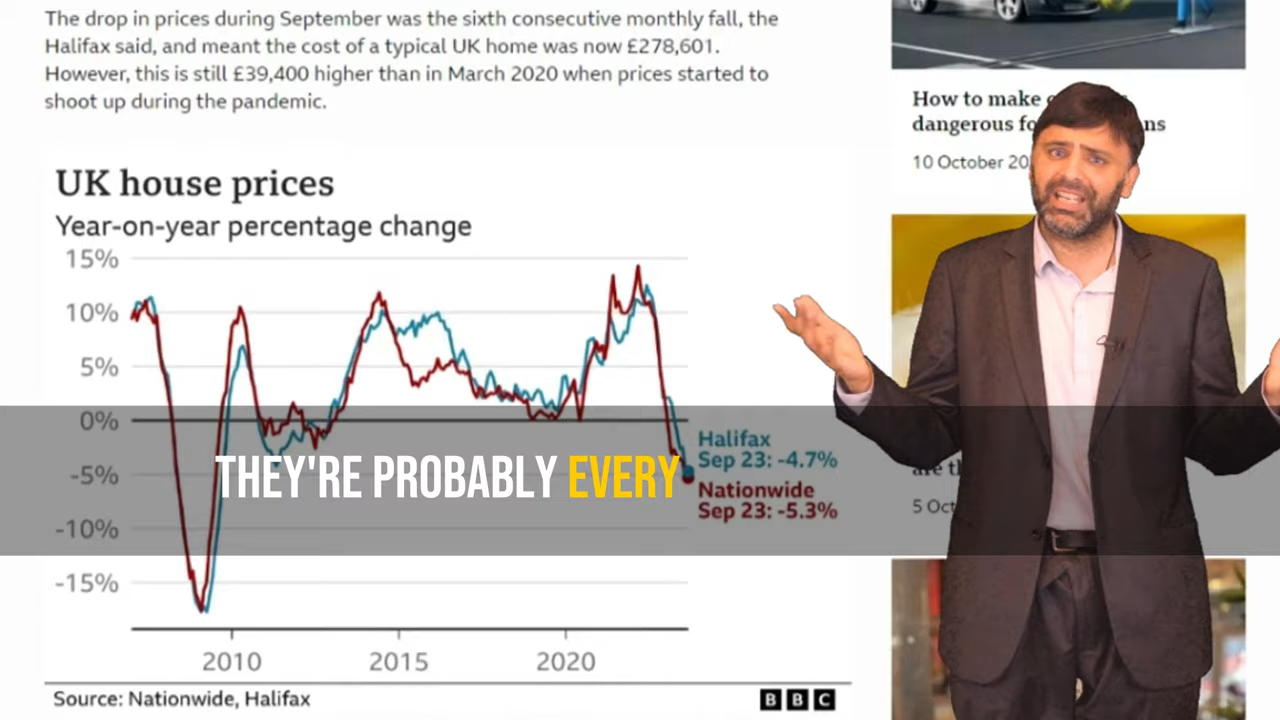 The drop in prices during September was the sixth consecutive monthly fall, the
Halifax said, and meant the cost of a typical UK home was now £278,601.
However, this is still £39,400 higher than in March 2020 when prices started to
shoot up during the pandemic.
How to make
dangerous fo ns
10 October 20
UK house prices
Year-on-year percentage change
15%
10%
5%
0%
-5%
-10%
-15%
Halifax
Sep 23: -4.7%
Nationwide
Sep 23: -5.3%
THEY'RE PROBABLY EVERY
are t
5 Oct
2010
2015
2020
Source: Nationwide, Halifax
BBC